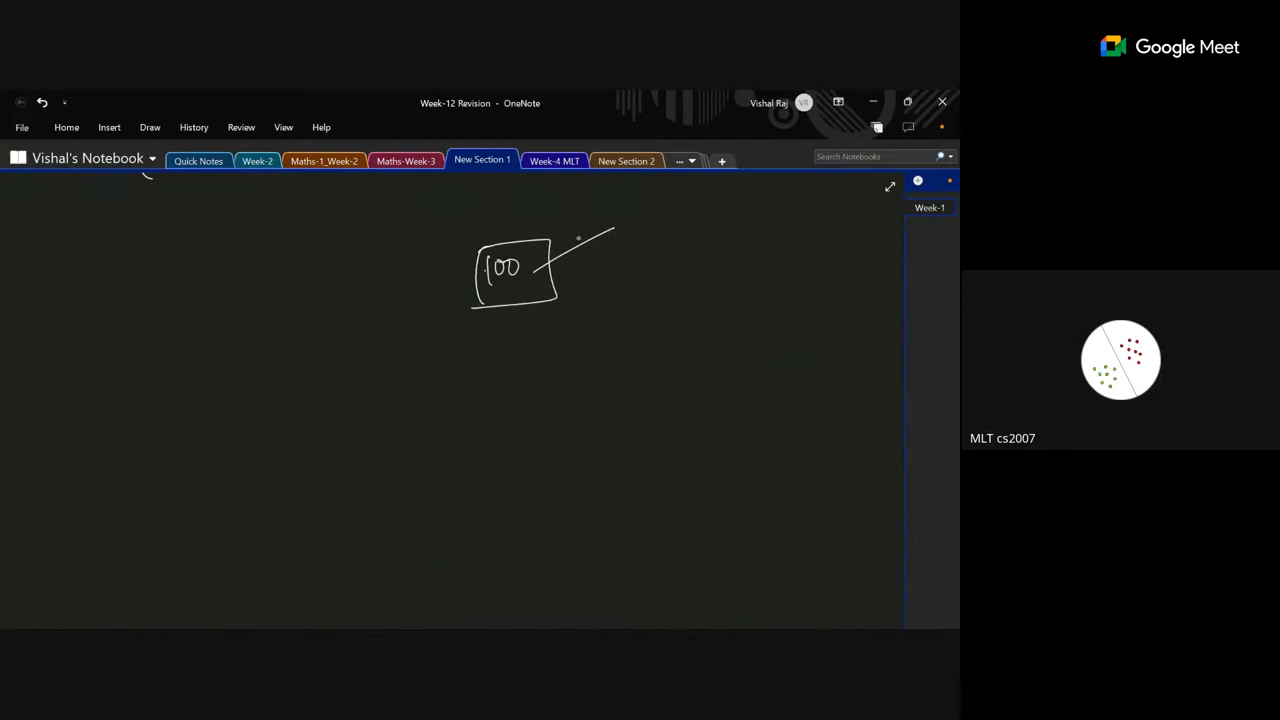 Google Meet
Week-12 Revision - OneNote
Vishal Raj VR
File Home Insert Draw History Review View Help
Vishal's Notebook Quick Notes Week-2 Maths-1_Week-2 Maths-Week-3 New Section 1 Week-4 MLT New Section 2 ... + Search Notebooks
Week-1
100
MLT cs2007